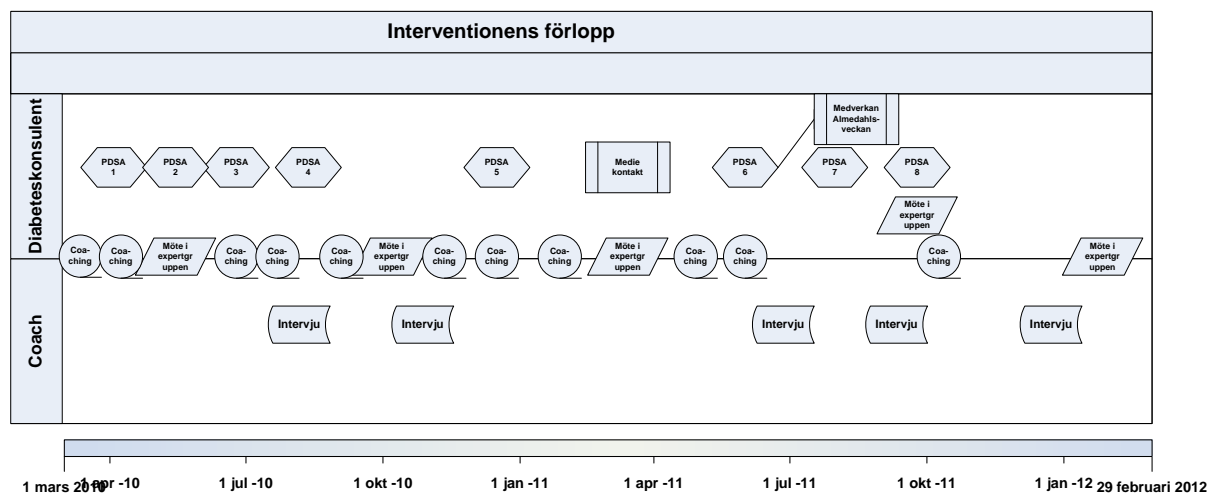 Interventionens förlopp
Diabeteskonsulent
Medverkan
Almedahls-
veckan
PDSA
1
PDSA
2
PDSA
3
PDSA
4
PDSA
5
Medie
kontakt
PDSA
6
PDSA
7
PDSA
8
Möte i
expertgr
uppen
Coa-
ching
Coa-
ching
Möte i
expertgr
uppen
Coa-
ching
Coa-
ching
Coa-
ching
Möte i
expertgr
uppen
Coa-
ching
Coa-
ching
Coa-
ching
Möte i
expertgr
uppen
Coa-
ching
Coa-
ching
Coa-
ching
Möte i
expertgr
uppen
Coach
Intervju
Intervju
Intervju
Intervju
Intervju
1 mars 2010
1 apr -10
1 jul -10
1 okt -10
1 jan -11
1 apr -11
1 jul -11
1 okt -11
1 jan -12
29 februari 2012